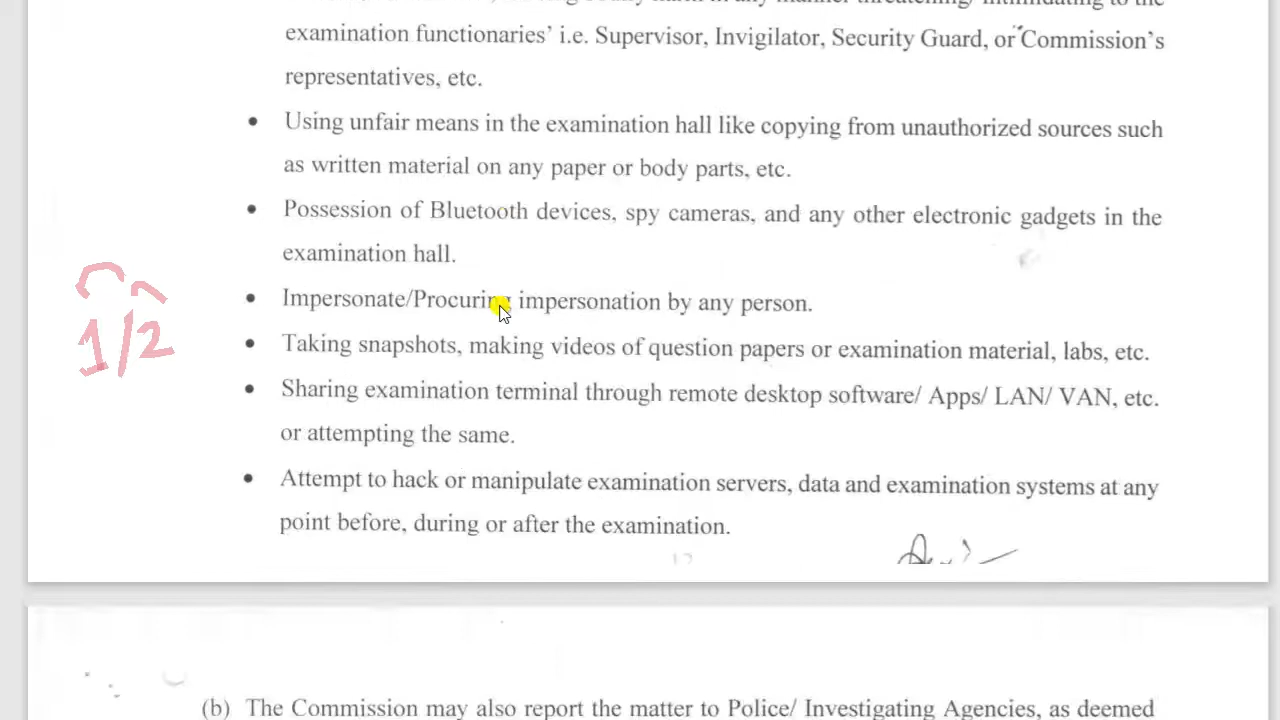 examination functionaries’ i.e. Supervisor, Invigilator, Security Guard, or Commission’s
representatives, etc.
• Using unfair means in the examination hall like copying from unauthorized sources such
as written material on any paper or body parts, etc.
• Possession of Bluetooth devices, spy cameras, and any other electronic gadgets in the
examination hall.
• Impersonate/Procuring impersonation by any person.
1/2
• Taking snapshots, making videos of question papers or examination material, labs, etc.
• Sharing examination terminal through remote desktop software/ Apps/ LAN/ VAN, etc.
or attempting the same.
• Attempt to hack or manipulate examination servers, data and examination systems at any
point before, during or after the examination.
(b) The Commission may also report the matter to Police/ Investigating Agencies, as deemed